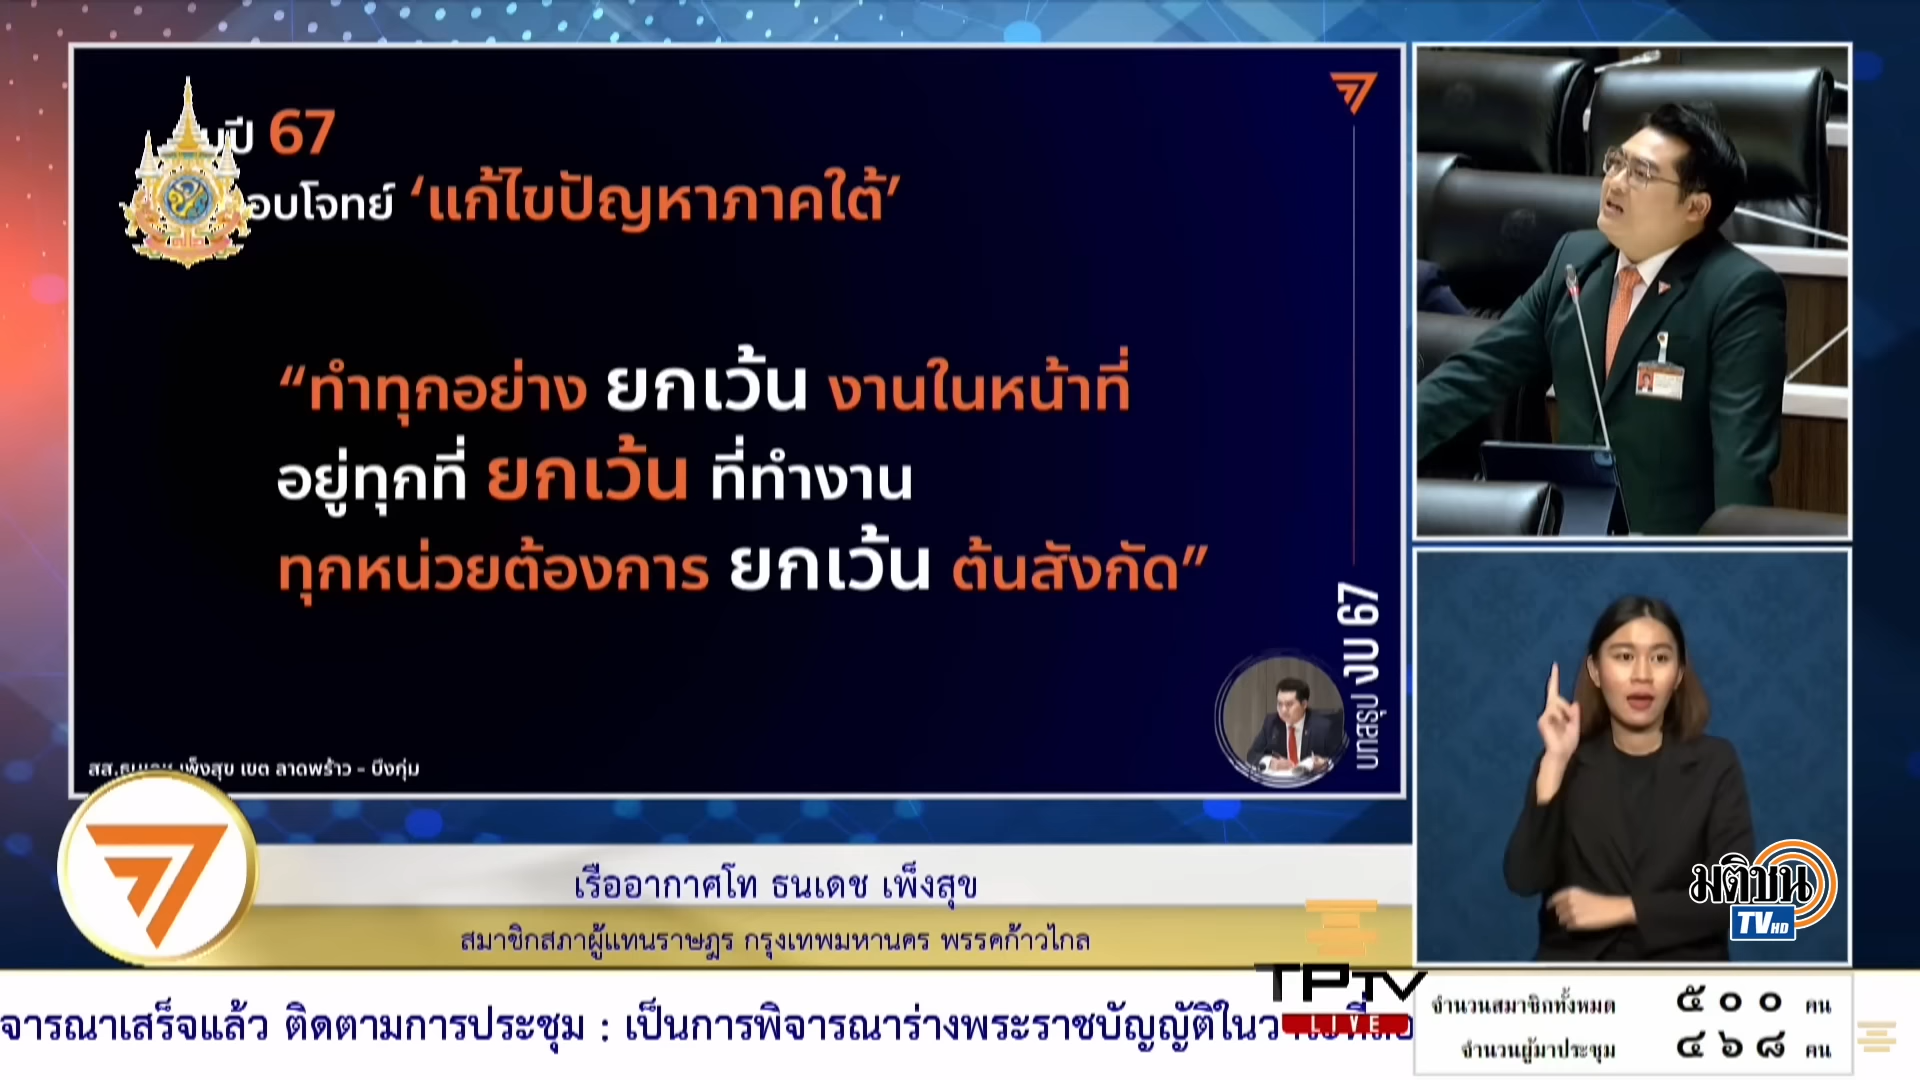 67
‘แก้ไขปัญหาภาคใต้’
“ทำทุกอย่าง ยกเว้น งานในหน้าที่
อยู่ทุกที่ ยกเว้น ที่ทำงาน
ทุกหน่วยต้องการ ยกเว้น ต้นสังกัด”
บทสรุป งบ 67
สส. เพ็งสุข เขต ลาดพร้าว - บึงกุ่ม
เรืออากาศโท ธนเดช เพ็งสุข
สมาชิกสภาผู้แทนราษฎร กรุงเทพมหานคร พรรคก้าวไกล
มติชน
TV HD
TPTV
LIVE
จารณาเสร็จแล้ว ติดตามการประชุม : เป็นการพิจารณาร่างพระราชบัญญัติใน
จำนวนสมาชิกทั้งหมด ๕๐๐ คน
จำนวนผู้มาประชุม ๔๖๘ คน